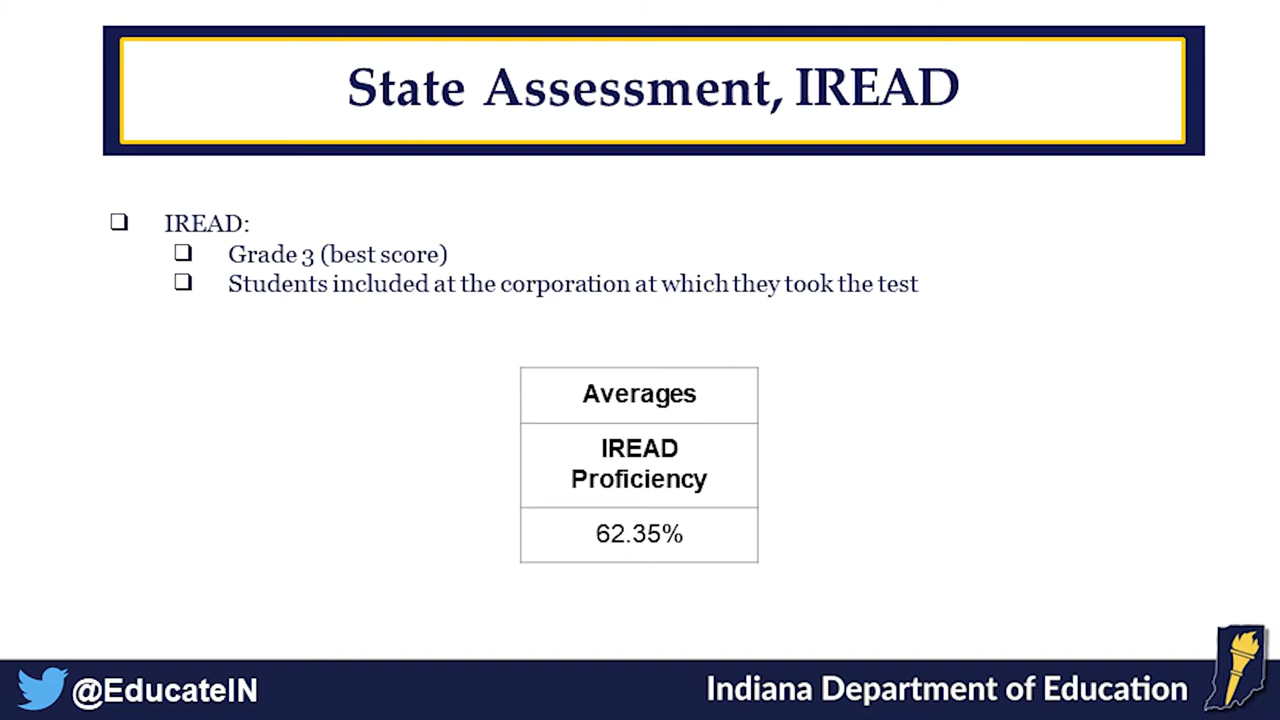 State Assessment, IREAD
❑ IREAD:
❑ Grade 3 (best score)
❑ Students included at the corporation at which they took the test
Averages
IREAD
Proficiency
62.35%
@EducateIN
Indiana Department of Education